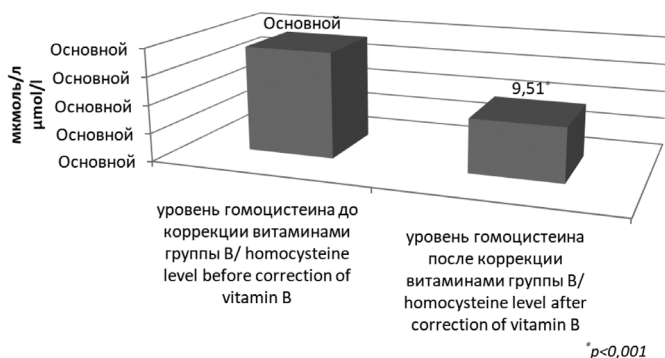 мкмоль/л
μmol/l
Основной
Основной
Основной
Основной
Основной
Основной
9,51*
уровень гомоцистеина до
коррекции витаминами
группы В/ homocysteine
level before correction of
vitamin B
уровень гомоцистеина
после коррекции
витаминами группы В/
homocysteine level after
correction of vitamin B
*p<0,001